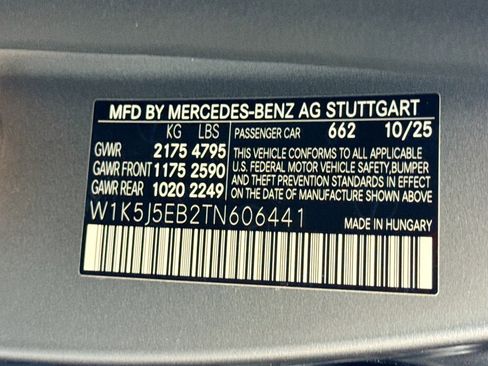 MFD BY MERCEDES-BENZ AG STUTTGART
KG LBS PASSENGER CAR 662 10/25
GVWR 2175 4795 THIS VEHICLE CONFORMS TO ALL APPLICABLE
GAWR FRONT 1175 2590 U.S. FEDERAL MOTOR VEHICLE SAFETY
GAWR REAR 1020 2249 AND THEFT PREVENTION STANDARDS IN EFFECT
ON THE DATE OF MANUFACTURE SHOWN ABOVE
W1K5J5EB2TN606441 MADE IN HUNGARY